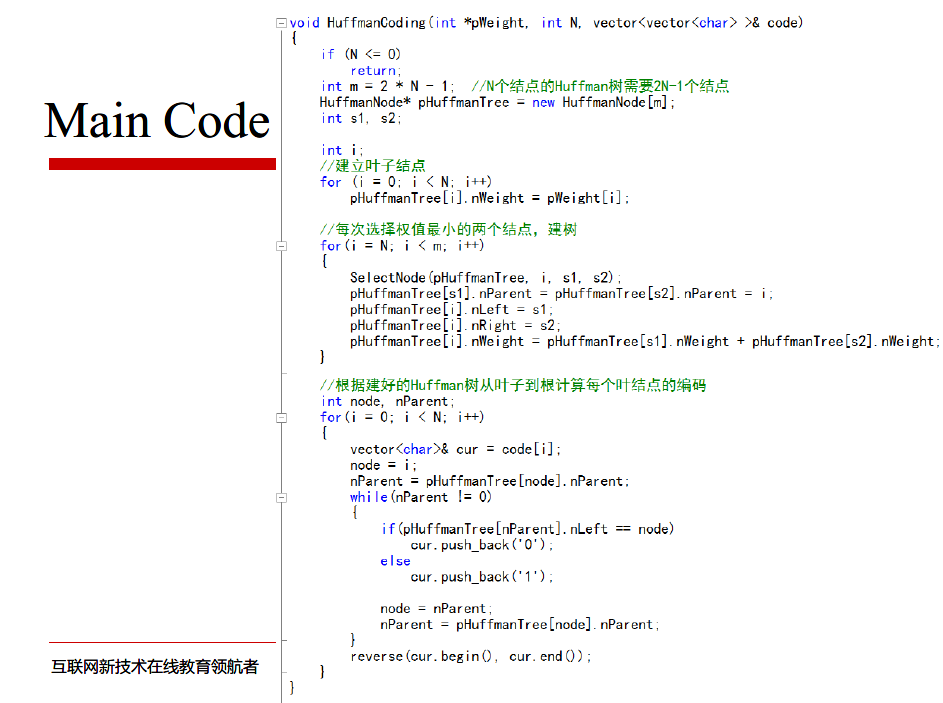 Main Code
void HuffmanCoding(int *pWeight, int N, vector<vector<char> >& code)
{
    if (N <= 0)
        return;
    int m = 2 * N - 1;  //N个结点的Huffman树需要2N-1个结点
    HuffmanNode* pHuffmanTree = new HuffmanNode[m];
    int s1, s2;
    int i;
    //建立叶子结点
    for (i = 0; i < N; i++)
        pHuffmanTree[i].nWeight = pWeight[i];
    //每次选择权值最小的两个结点，建树
    for(i = N; i < m; i++)
    {
        SelectNode(pHuffmanTree, i, s1, s2);
        pHuffmanTree[s1].nParent = pHuffmanTree[s2].nParent = i;
        pHuffmanTree[i].nLeft = s1;
        pHuffmanTree[i].nRight = s2;
        pHuffmanTree[i].nWeight = pHuffmanTree[s1].nWeight + pHuffmanTree[s2].nWeight;
    }
    //根据建好的Huffman树从叶子到根计算每个叶结点的编码
    int node, nParent;
    for(i = 0; i < N; i++)
    {
        vector<char>& cur = code[i];
        node = i;
        nParent = pHuffmanTree[node].nParent;
        while(nParent != 0)
        {
            if(pHuffmanTree[nParent].nLeft == node)
                cur.push_back('0');
            else
                cur.push_back('1');
            node = nParent;
            nParent = pHuffmanTree[node].nParent;
        }
        reverse(cur.begin(), cur.end());
    }
}
互联网新技术在线教育领航者